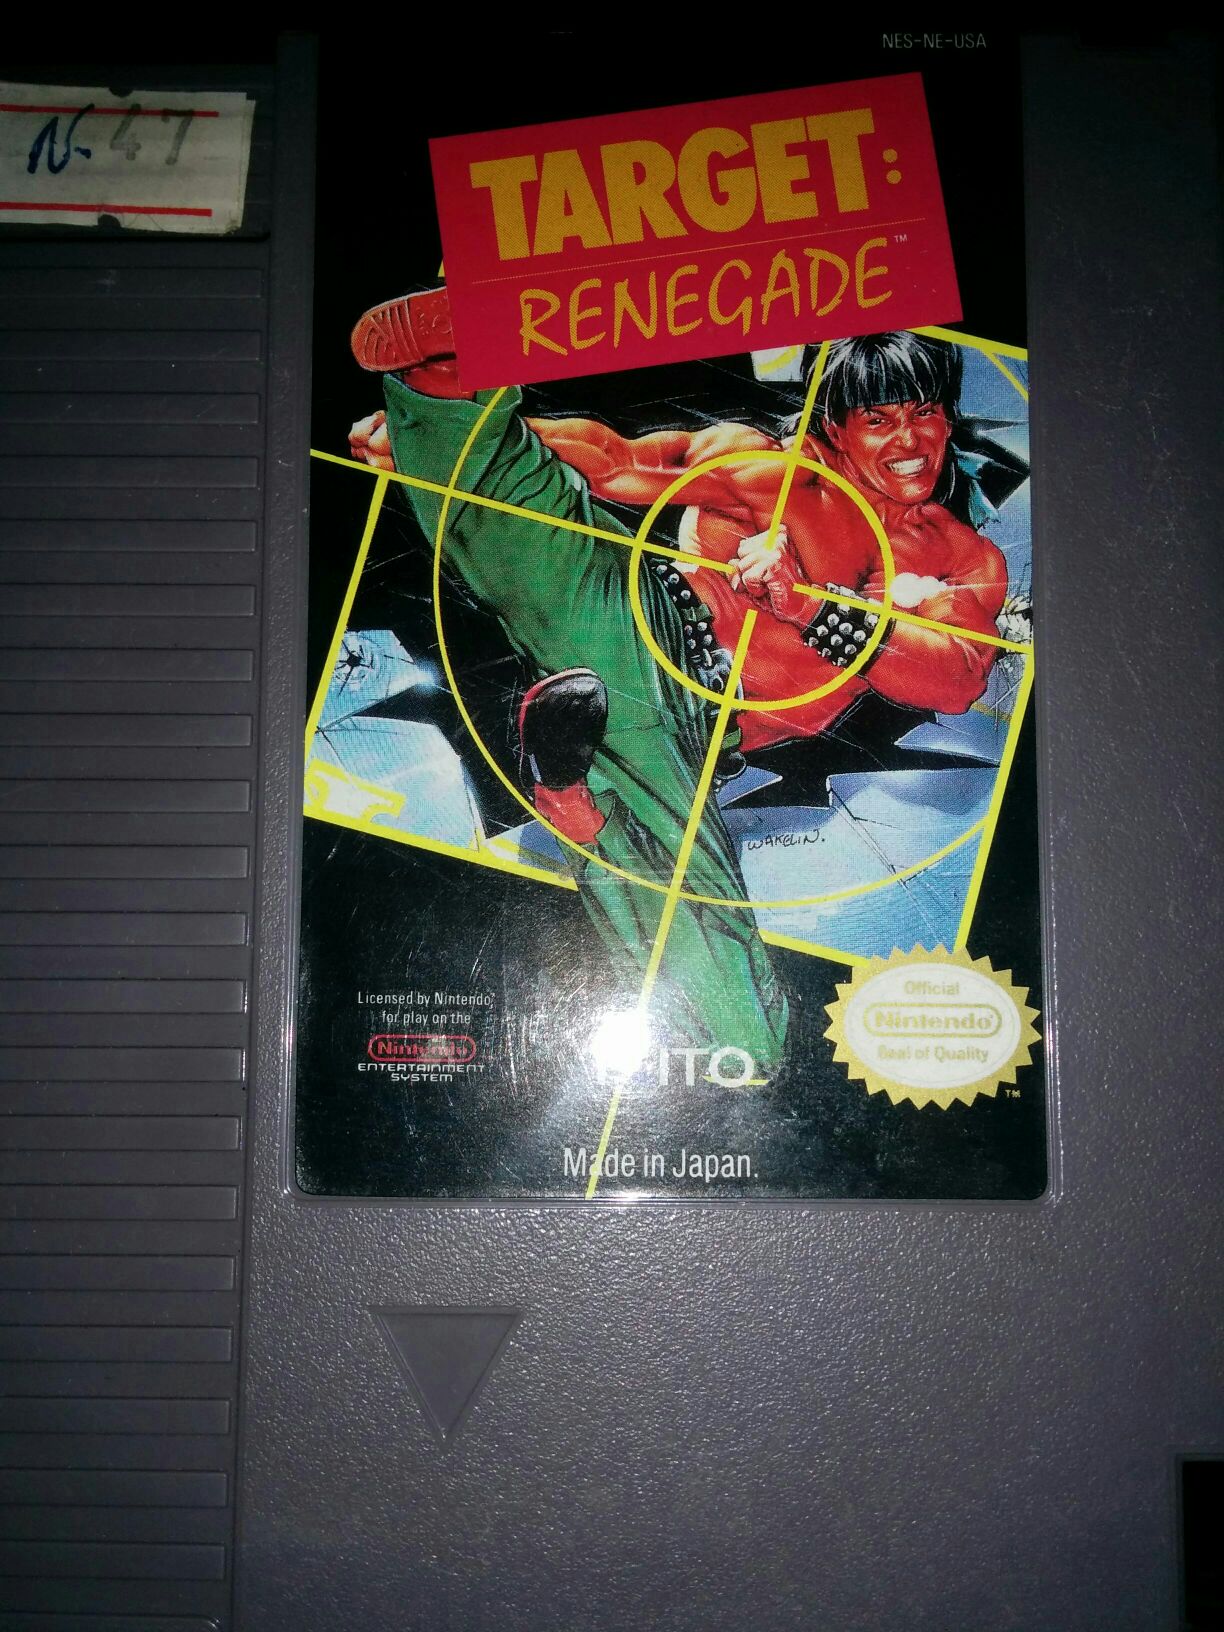 NES-NE-USA
N- 47
TARGET:
RENEGADE™
WAKELIN.
Licensed by Nintendo®
for play on the
Nintendo
ENTERTAINMENT
SYSTEM
Official
Nintendo®
Seal of Quality
TM
Made in Japan.